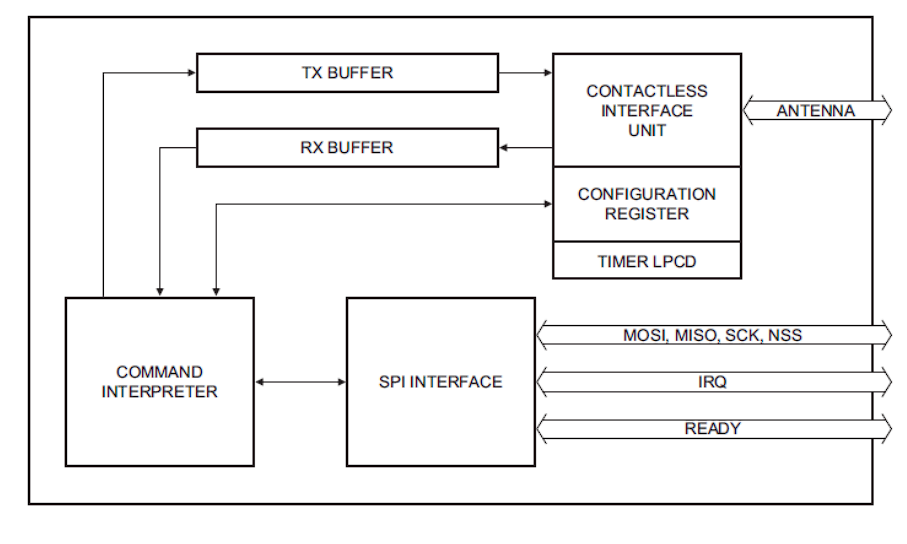 TX BUFFER
CONTACTLESS
INTERFACE
UNIT
ANTENNA
RX BUFFER
CONFIGURATION
REGISTER
TIMER LPCD
COMMAND
INTERPRETER
SPI INTERFACE
MOSI, MISO, SCK, NSS
IRQ
READY